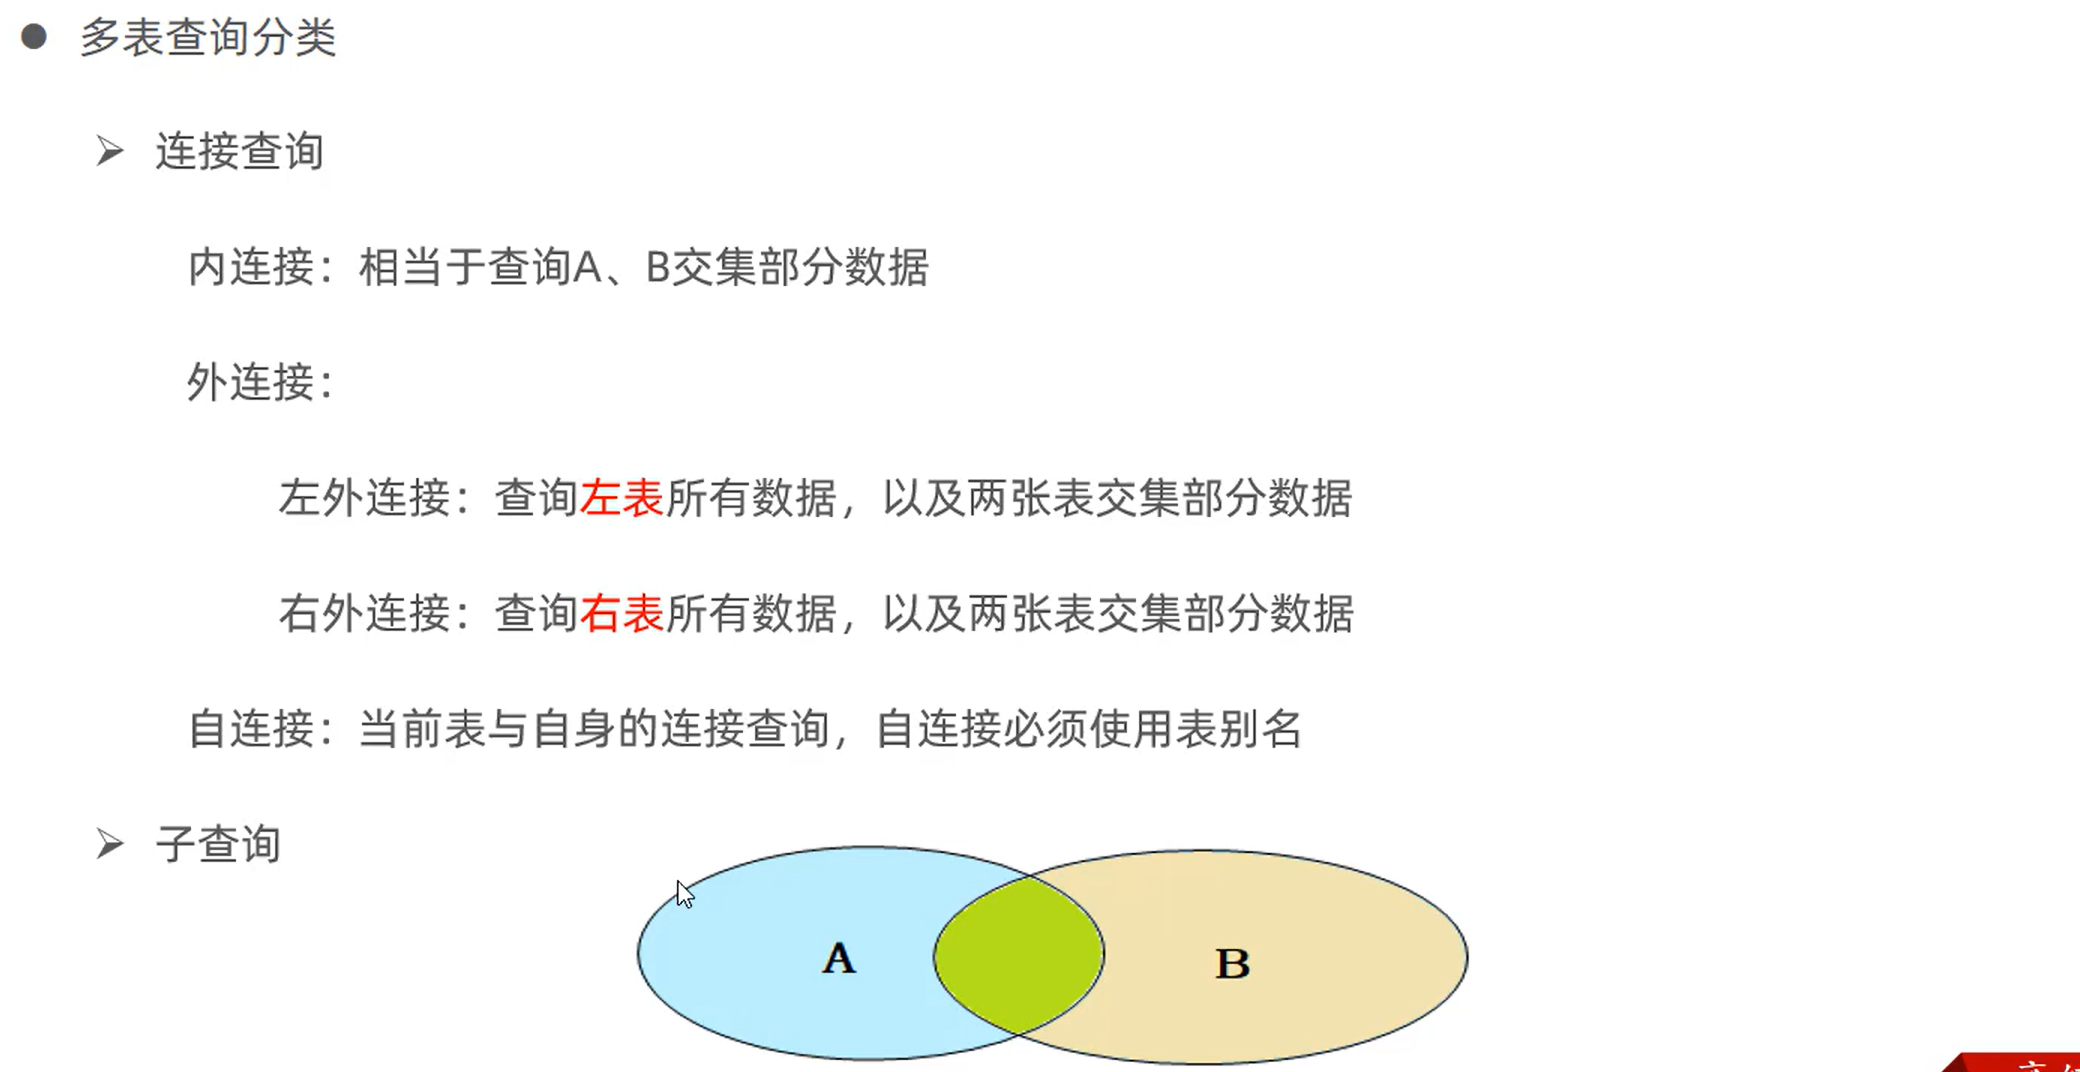 多表查询分类
连接查询
内连接：相当于查询A、B交集部分数据
外连接：
左外连接：查询左表所有数据，以及两张表交集部分数据
右外连接：查询右表所有数据，以及两张表交集部分数据
自连接：当前表与自身的连接查询，自连接必须使用表别名
子查询
A
B